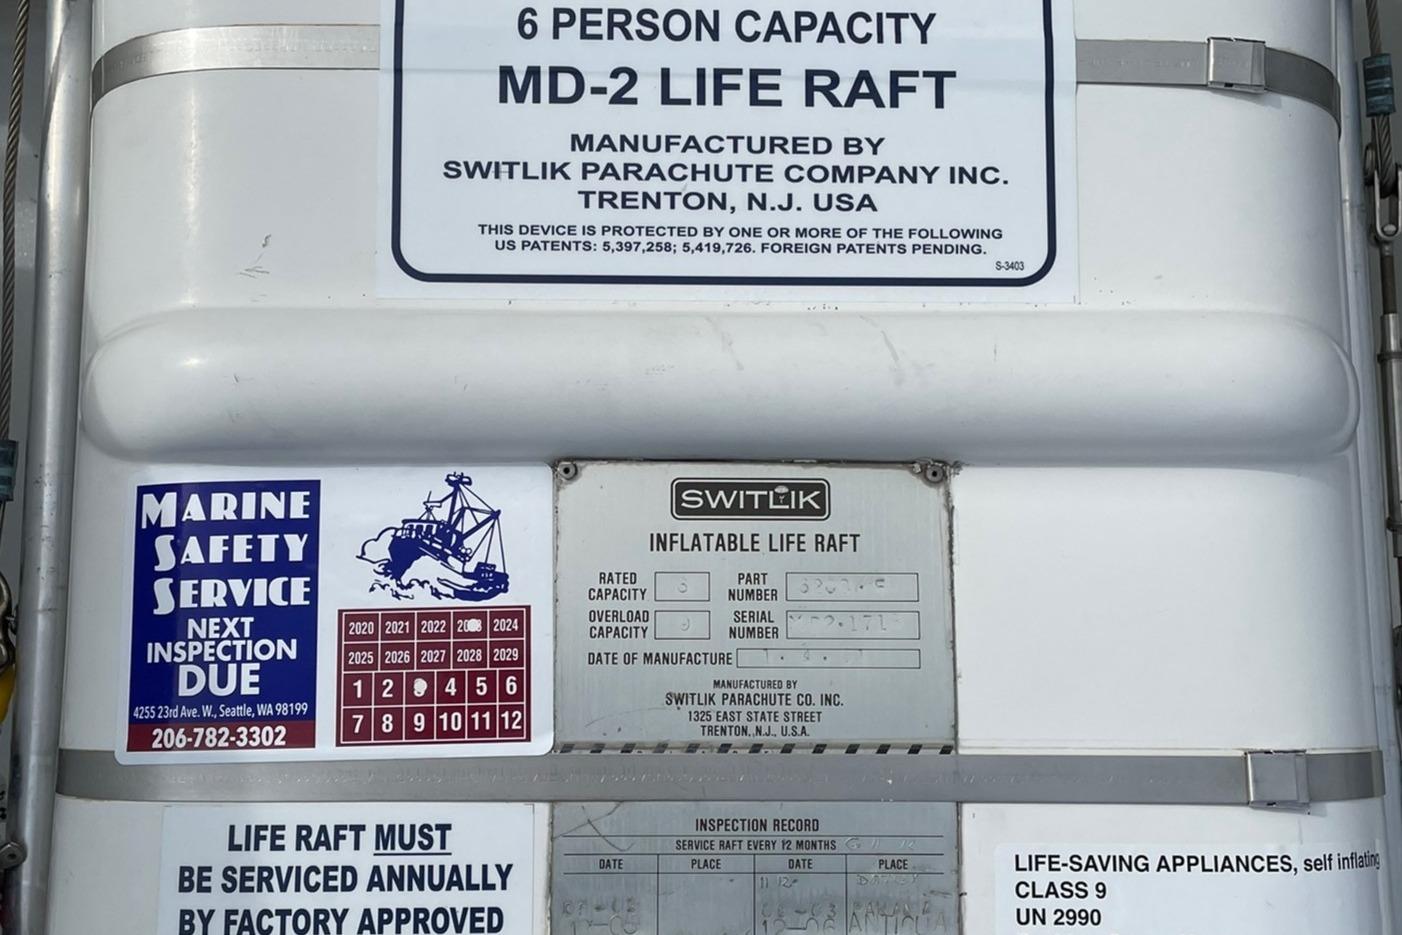 6 PERSON CAPACITY
MD-2 LIFE RAFT
MANUFACTURED BY
SWITLIK PARACHUTE COMPANY INC.
TRENTON, N.J. USA
THIS DEVICE IS PROTECTED BY ONE OR MORE OF THE FOLLOWING
US PATENTS: 5,397,258; 5,419,726. FOREIGN PATENTS PENDING.
S-3403
MARINE
SAFETY
SERVICE
NEXT
INSPECTION
DUE
4255 23rd Ave. W., Seattle, WA 98199
206-782-3302
2020 2021 2022 2024
2025 2026 2027 2028 2029
1 2 4 5 6
7 8 9 10 11 12
SWITLIK
INFLATABLE LIFE RAFT
RATED
CAPACITY
PART
NUMBER
OVERLOAD
CAPACITY
SERIAL
NUMBER
DATE OF MANUFACTURE
MANUFACTURED BY
SWITLIK PARACHUTE CO. INC.
1325 EAST STATE STREET
TRENTON, N.J., U.S.A.
LIFE RAFT MUST
BE SERVICED ANNUALLY
BY FACTORY APPROVED
INSPECTION RECORD
SERVICE RAFT EVERY 12 MONTHS
DATE PLACE DATE PLACE
LIFE-SAVING APPLIANCES, self inflating
CLASS 9
UN 2990